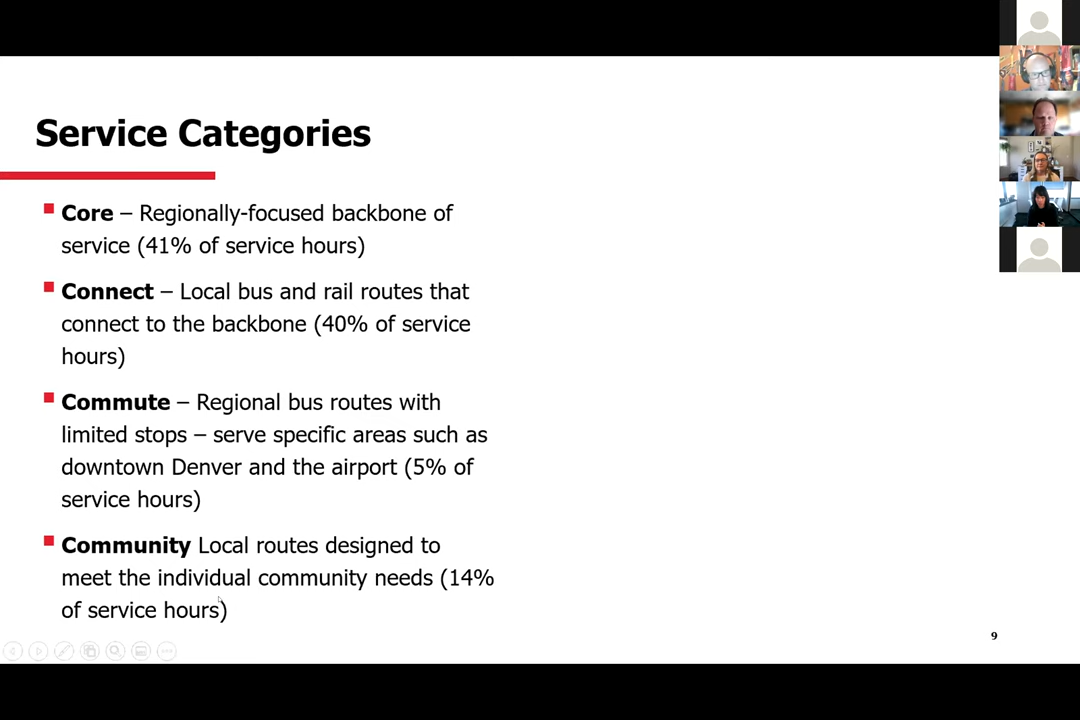 Service Categories
Core – Regionally-focused backbone of
service (41% of service hours)
Connect – Local bus and rail routes that
connect to the backbone (40% of service
hours)
Commute – Regional bus routes with
limited stops – serve specific areas such as
downtown Denver and the airport (5% of
service hours)
Community Local routes designed to
meet the individual community needs (14%
of service hours)
9